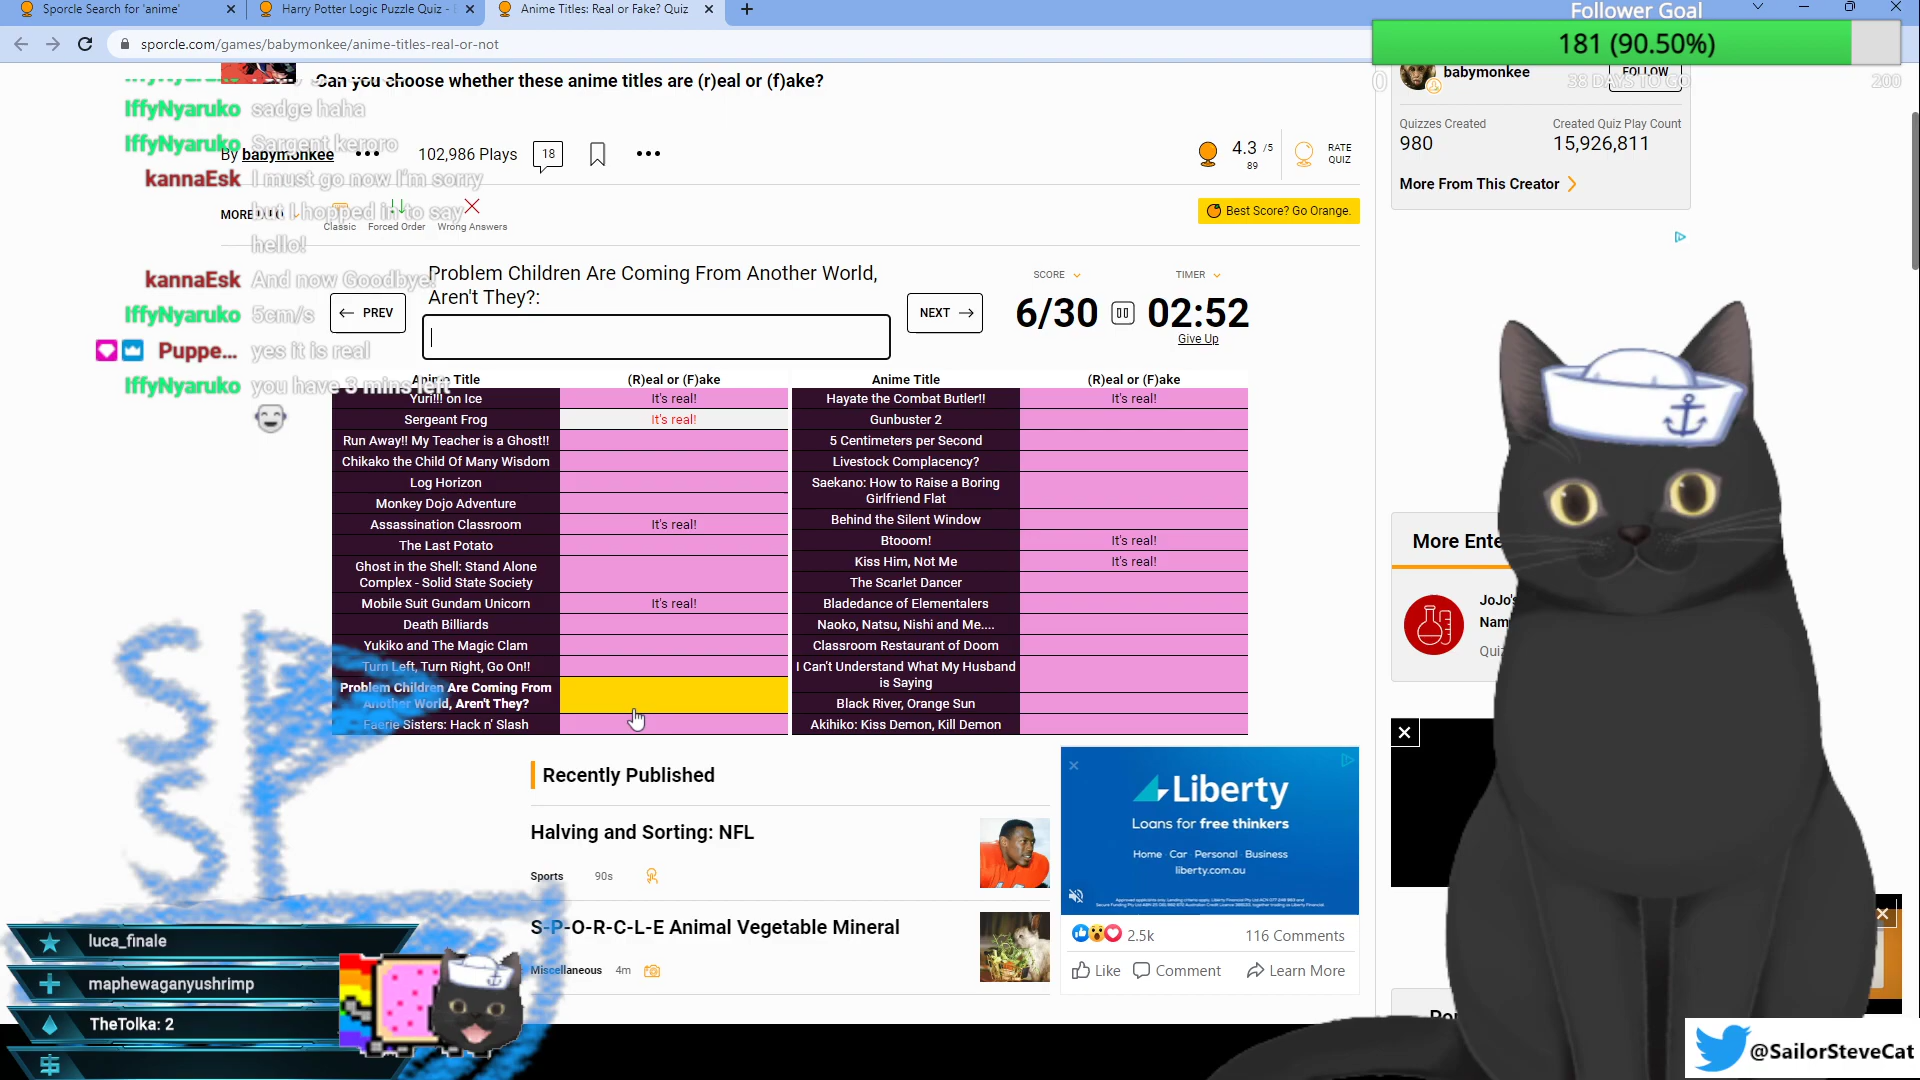 Sporcle Search for 'anime'
Harry Potter Logic Puzzle Quiz -
Anime Titles: Real or Fake? Quiz
sporcle.com/games/babymonkee/anime-titles-real-or-not
Follower Goal
181 (90.50%)
0
38 DAYS TO GO
200
Can you choose whether these anime titles are (r)eal or (f)ake?
IffyNyaruko sadge haha
IffyNyaruko Sargent keroro
By babymonkee
102,986 Plays
18
4.3 /5
89
RATE QUIZ
babymonkee
FOLLOW
Quizzes Created
980
Created Quiz Play Count
15,926,811
More From This Creator
kannaEsk I must go now I'm sorry
but I hopped in to say
hello!
Classic
Forced Order
Wrong Answers
Best Score? Go Orange.
kannaEsk And now Goodbye!
IffyNyaruko 5cm/s
Puppe... yes it is real
IffyNyaruko you have 3 mins left
Problem Children Are Coming From Another World,
Aren't They?:
PREV
NEXT
SCORE
6/30
TIMER
02:52
Give Up
Anime Title
(R)eal or (F)ake
Yuri!!! on Ice
It's real!
Sergeant Frog
It's real!
Run Away!! My Teacher is a Ghost!!
Chikako the Child Of Many Wisdom
Log Horizon
Monkey Dojo Adventure
Assassination Classroom
It's real!
The Last Potato
Ghost in the Shell: Stand Alone
Complex - Solid State Society
Mobile Suit Gundam Unicorn
It's real!
Death Billiards
Yukiko and The Magic Clam
Turn Left, Turn Right, Go On!!
Problem Children Are Coming From
Another World, Aren't They?
Faerie Sisters: Hack n' Slash
Anime Title
(R)eal or (F)ake
Hayate the Combat Butler!!
It's real!
Gunbuster 2
5 Centimeters per Second
Livestock Complacency?
Saekano: How to Raise a Boring
Girlfriend Flat
Behind the Silent Window
Btooom!
It's real!
Kiss Him, Not Me
It's real!
The Scarlet Dancer
Bladedance of Elementalers
Naoko, Natsu, Nishi and Me....
Classroom Restaurant of Doom
I Can't Understand What My Husband
is Saying
Black River, Orange Sun
Akihiko: Kiss Demon, Kill Demon
More Ente
JoJo's
Nam
Quiz
Recently Published
Halving and Sorting: NFL
Sports
90s
S-P-O-R-C-L-E Animal Vegetable Mineral
Miscellaneous
4m
Liberty
Loans for free thinkers
Home · Car · Personal · Business
liberty.com.au
2.5k
116 Comments
Like
Comment
Learn More
luca_finale
maphewaganyushrimp
TheTolka: 2
@SailorSteveCat